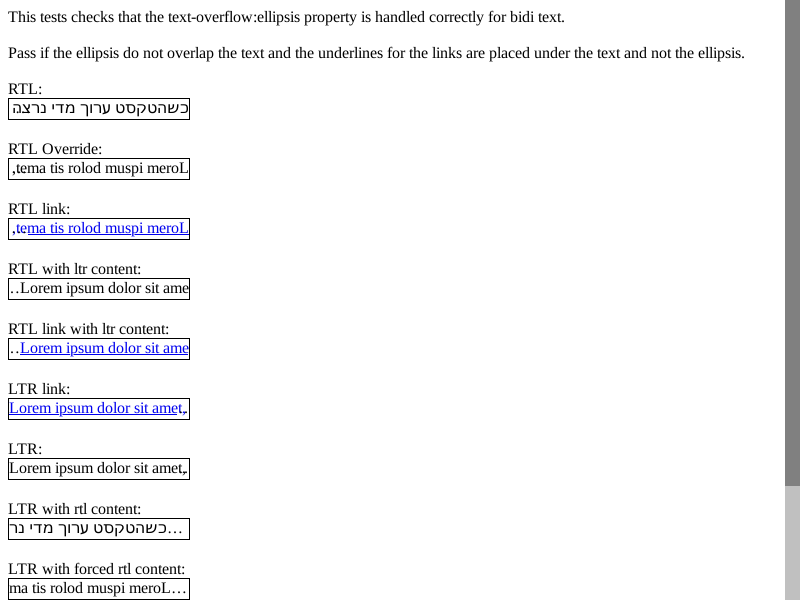 This tests checks that the text-overflow:ellipsis property is handled correctly for bidi text.
Pass if the ellipsis do not overlap the text and the underlines for the links are placed under the text and not the ellipsis.
RTL:
כשהטקסט ערוך מדי נרצה
RTL Override:
,tema tis rolod muspi meroL
RTL link:
,tema tis rolod muspi meroL
RTL with ltr content:
..Lorem ipsum dolor sit ame
RTL link with ltr content:
..Lorem ipsum dolor sit ame
LTR link:
Lorem ipsum dolor sit amet,
LTR:
Lorem ipsum dolor sit amet,
LTR with rtl content:
כשהטקסט ערוך מדי נר…
LTR with forced rtl content:
ma tis rolod muspi meroL…